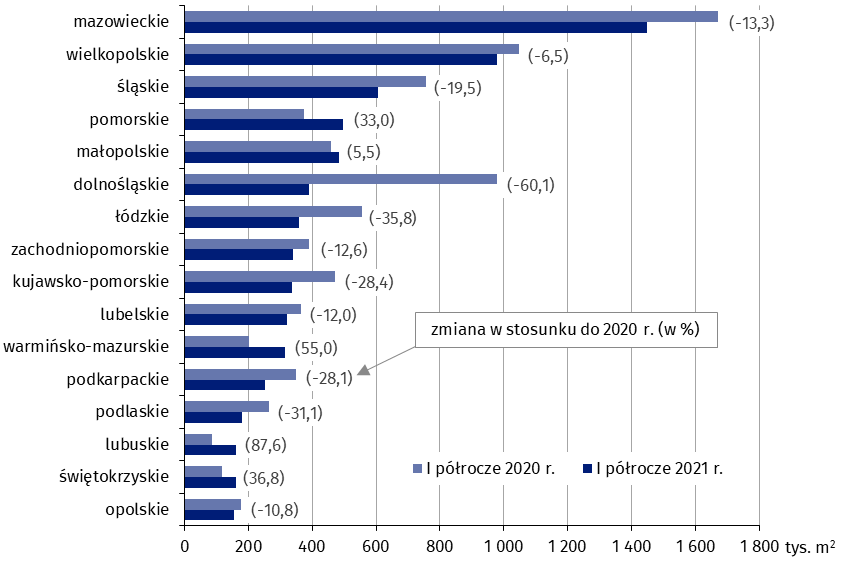 mazowieckie (-13,3)
wielkopolskie (-6,5)
śląskie (-19,5)
pomorskie (33,0)
małopolskie (5,5)
dolnośląskie (-60,1)
łódzkie (-35,8)
zachodniopomorskie (-12,6)
kujawsko-pomorskie (-28,4)
lubelskie (-12,0)
zmiana w stosunku do 2020 r. (w %)
warmińsko-mazurskie (55,0)
podkarpackie (-28,1)
podlaskie (-31,1)
lubuskie (87,6)
I półrocze 2020 r. I półrocze 2021 r.
świętokrzyskie (36,8)
opolskie (-10,8)
0 200 400 600 800 1 000 1 200 1 400 1 600 1 800 tys. m²